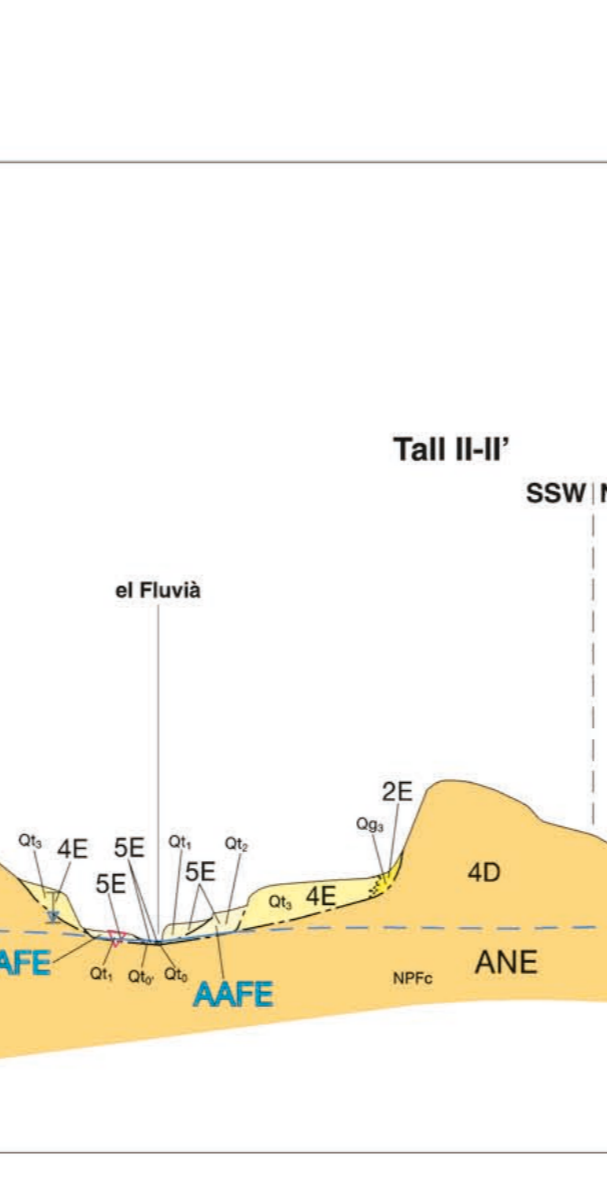 Tall II-II’
SSW
el Fluvià
2E
Qg₃
Qt₃ 4E 5E Qt₁ Qt₂
5E 5E
4D
Qt₃ 4E
AFE
Qt₁ Qt₀' Qt₀
ANE
NPFc
AAFE